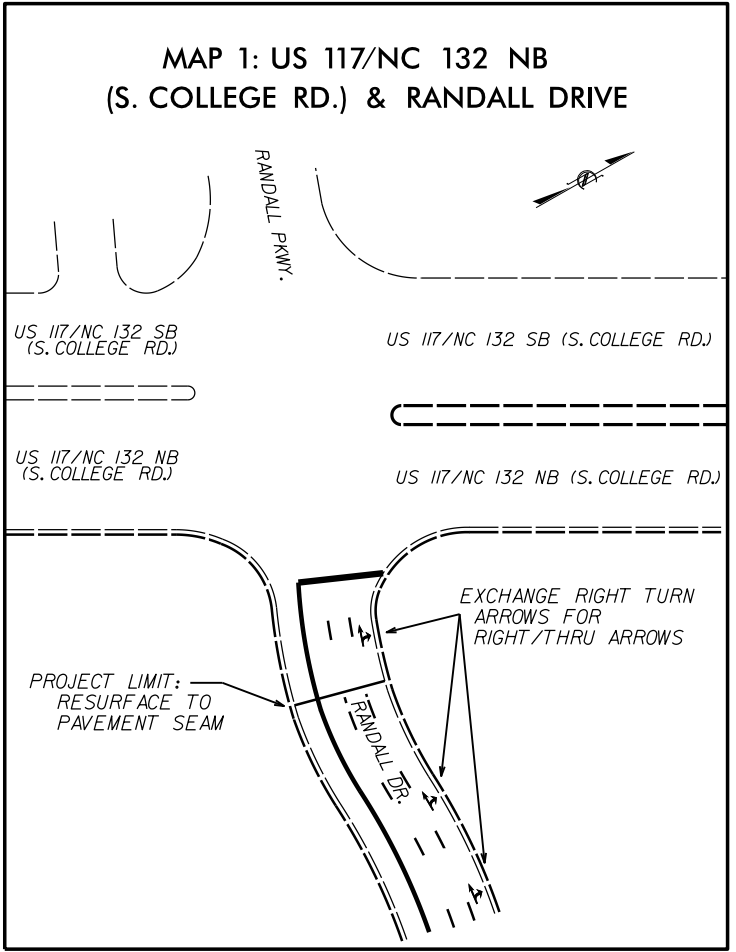 MAP 1: US 117/NC 132 NB
(S. COLLEGE RD.) & RANDALL DRIVE
RANDALL PKWY.
US 117/NC 132 SB
(S. COLLEGE RD.)
US 117/NC 132 SB (S. COLLEGE RD.)
US 117/NC 132 NB
(S. COLLEGE RD.)
US 117/NC 132 NB (S. COLLEGE RD.)
EXCHANGE RIGHT TURN
ARROWS FOR
RIGHT/THRU ARROWS
PROJECT LIMIT:
RESURFACE TO
PAVEMENT SEAM
RANDALL DR.